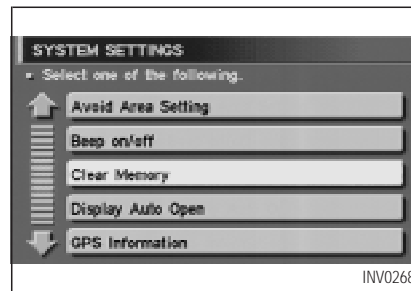 SYSTEM SETTINGS
Select one of the following.
Avoid Area Setting
Beep on/off
Clear Memory
Display Auto Open
GPS Information
INV0268